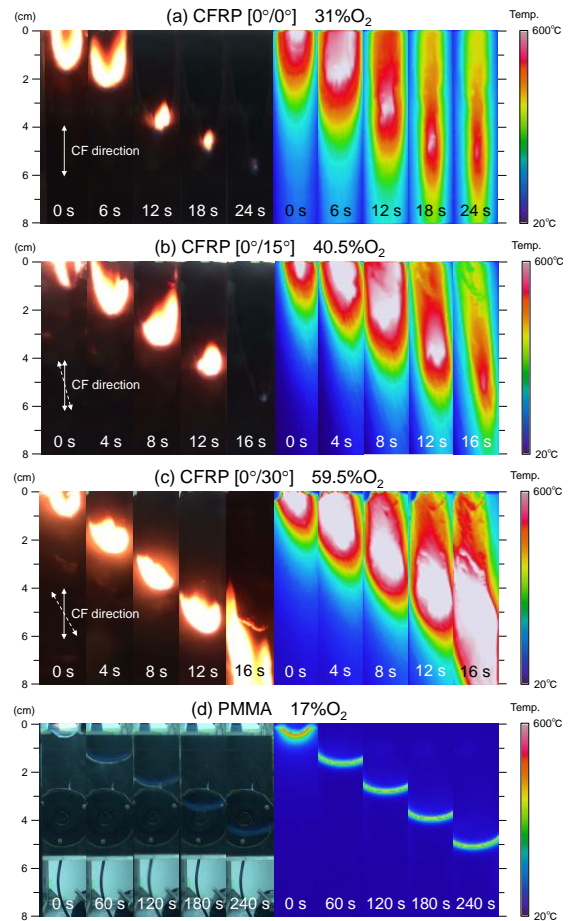 (a) CFRP [0°/0°] 31%O₂
(cm)
0
2
4
6
8
CF direction
0 s 6 s 12 s 18 s 24 s
0 s 6 s 12 s 18 s 24 s
Temp.
600℃
20℃
(b) CFRP [0°/15°] 40.5%O₂
(cm)
0
2
4
6
8
CF direction
0 s 4 s 8 s 12 s 16 s
0 s 4 s 8 s 12 s 16 s
Temp.
600℃
20℃
(c) CFRP [0°/30°] 59.5%O₂
(cm)
0
2
4
6
8
CF direction
0 s 4 s 8 s 12 s 16 s
0 s 4 s 8 s 12 s 16 s
Temp.
600℃
20℃
(d) PMMA 17%O₂
(cm)
0
2
4
6
8
0 s 60 s 120 s 180 s 240 s
0 s 60 s 120 s 180 s 240 s
Temp.
600℃
20℃